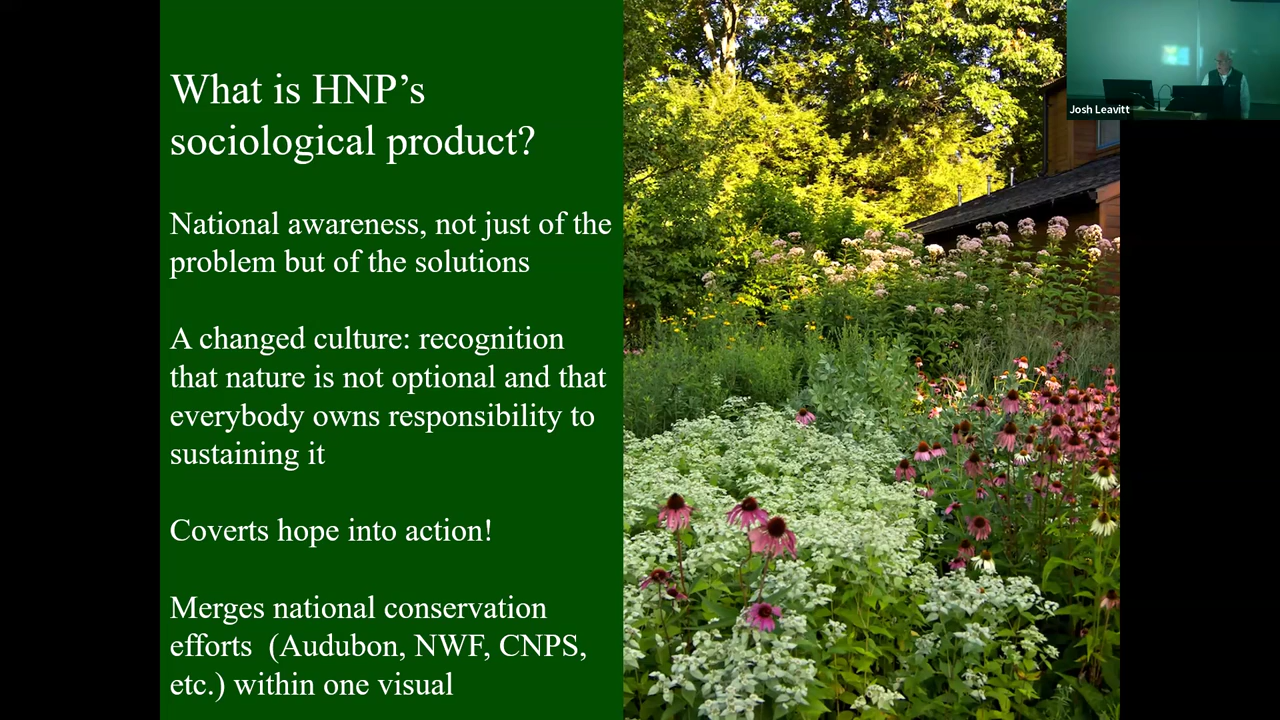 What is HNP's
sociological product?
National awareness, not just of the
problem but of the solutions
A changed culture: recognition
that nature is not optional and that
everybody owns responsibility to
sustaining it
Coverts hope into action!
Merges national conservation
efforts (Audubon, NWF, CNPS,
etc.) within one visual
Josh Leavitt